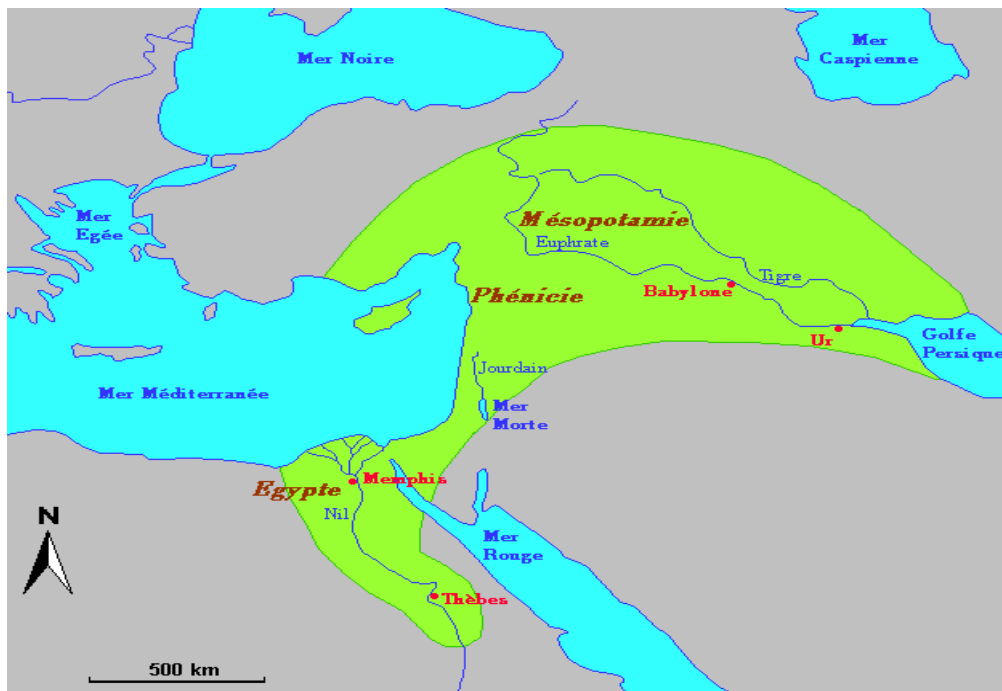 Mer Noire
Mer
Caspienne
Mer
Egée
Mésopotamie
Euphrate
Tigre
Babylone
Phénicie
Ur
Golfe
Persique
Jourdain
Mer Méditerranée
Mer
Morte
Memphis
Egypte
Nil
N
Mer
Rouge
Thèbes
500 km